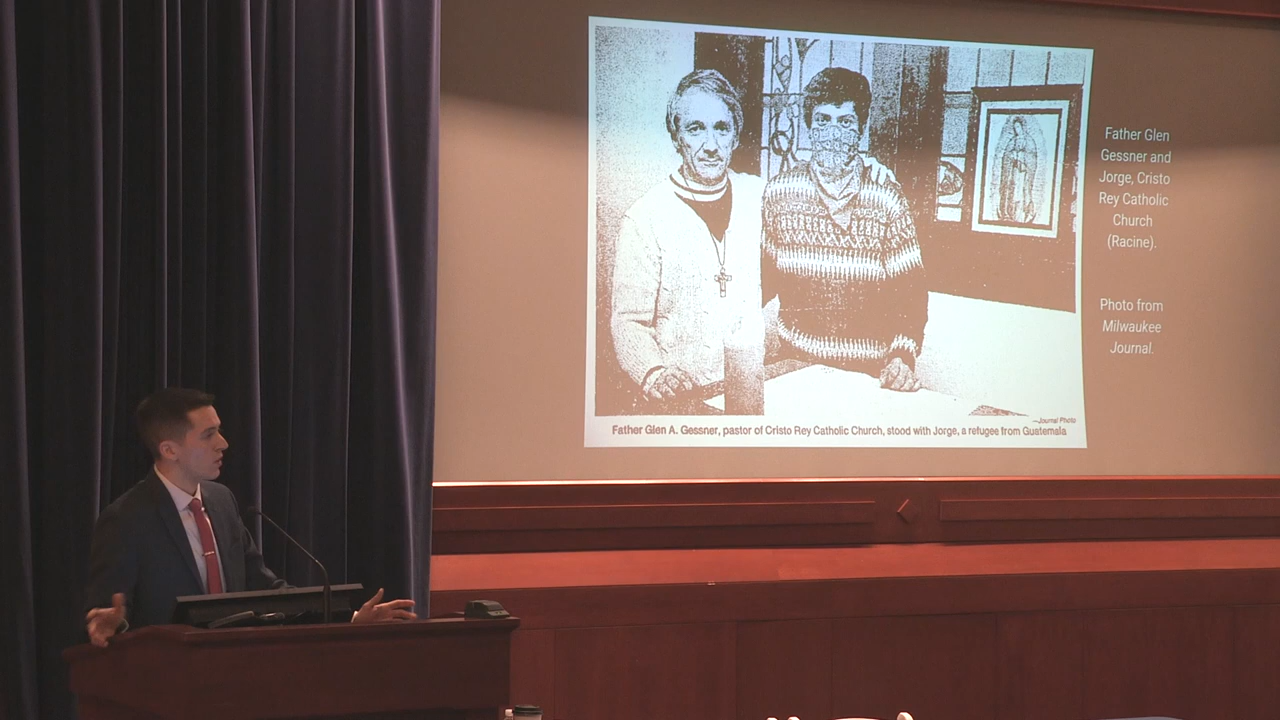 Father Glen
Gessner and
Jorge, Cristo
Rey Catholic
Church
(Racine).
Photo from
Milwaukee
Journal.
—Journal Photo
Father Glen A. Gessner, pastor of Cristo Rey Catholic Church, stood with Jorge, a refugee from Guatemala